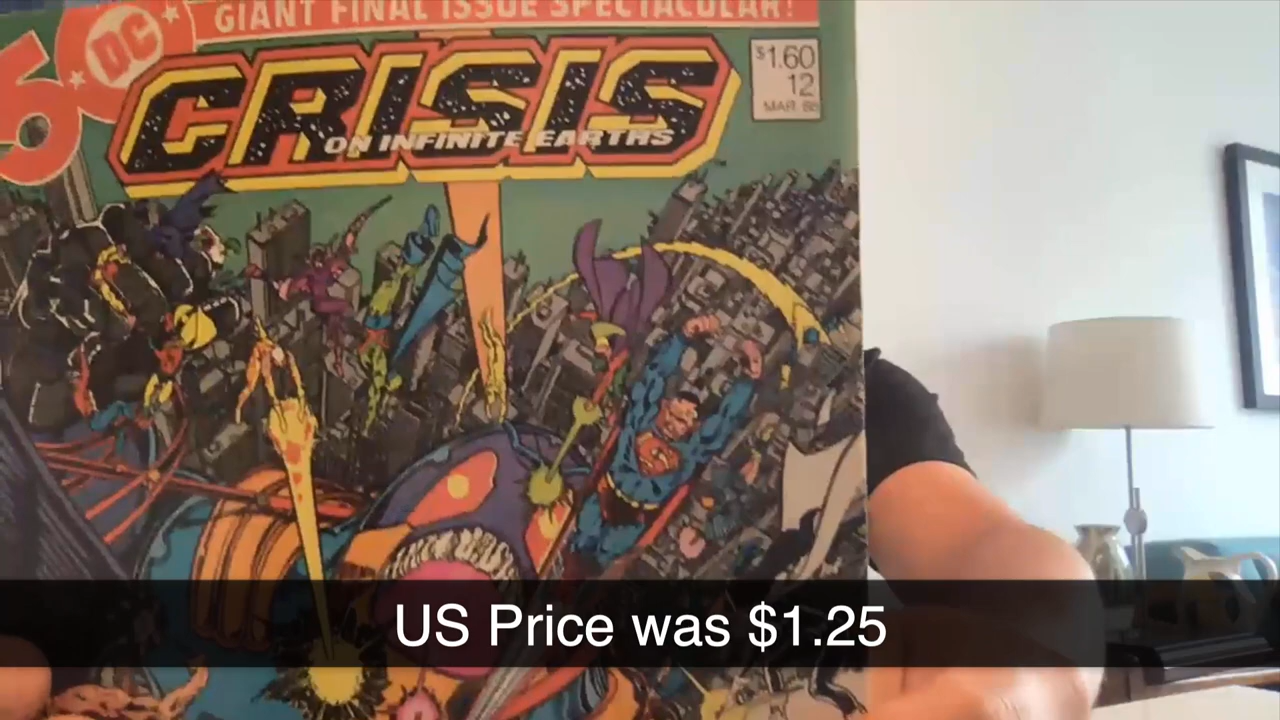 GIANT FINAL ISSUE SPECTACULAR!
50
DC
CRISIS
ON INFINITE EARTHS
$1.60
12
MAR. 86
US Price was $1.25